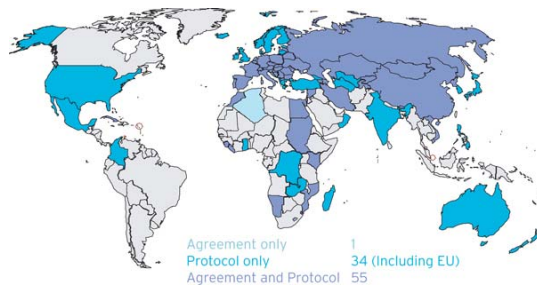 Agreement only 1
Protocol only 34 (Including EU)
Agreement and Protocol 55